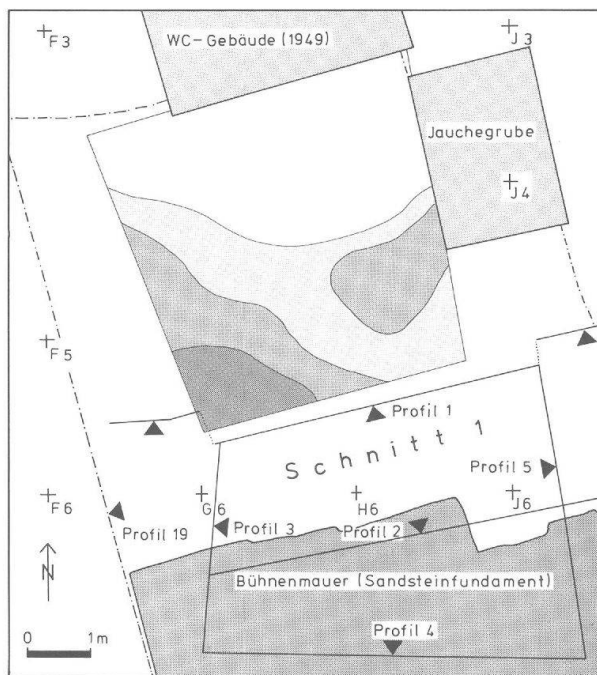 F3
J3
WC-Gebäude (1949)
Jauchegrube
J4
F5
Profil 1
Schnitt 1
Profil 5
F6
G6
H6
J6
Profil 19
Profil 3
Profil 2
N
Bühnenmauer (Sandsteinfundament)
Profil 4
0 1m